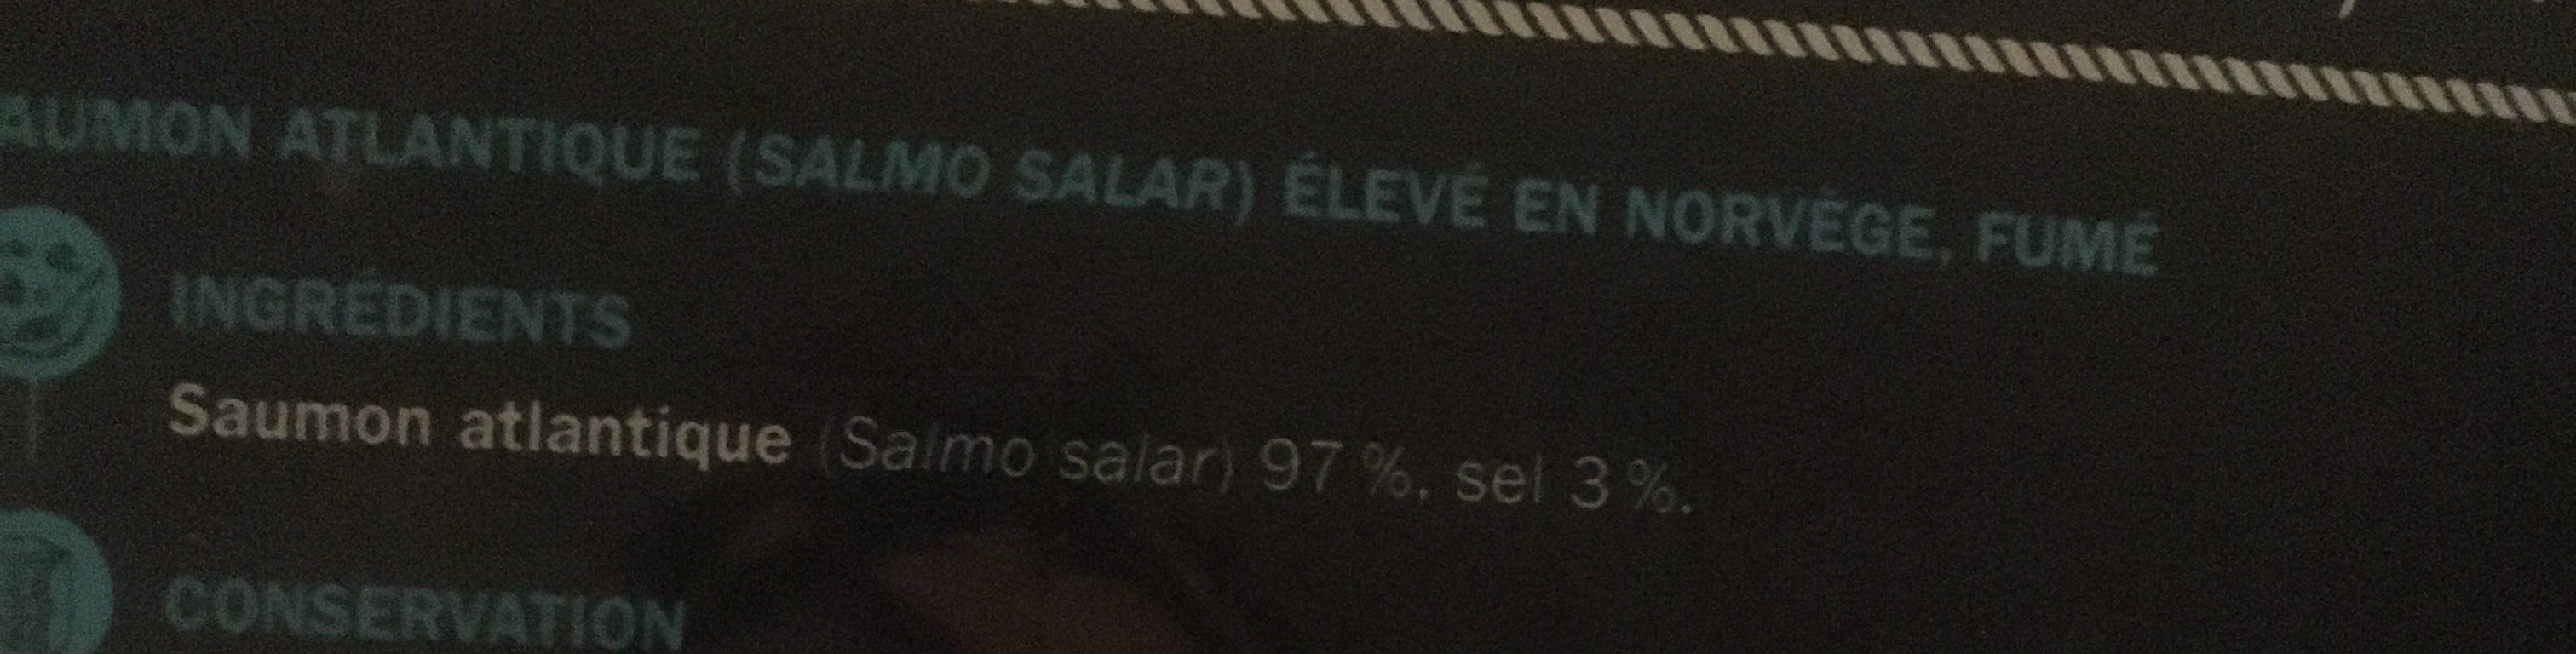 AUMON ATLANTIQUE (SALMO SALAR) ÉLEVÉ EN NORVÈGE, FUMÉ
INGRÉDIENTS
Saumon atlantique (Salmo salar) 97 %, sel 3 %.
CONSERVATION